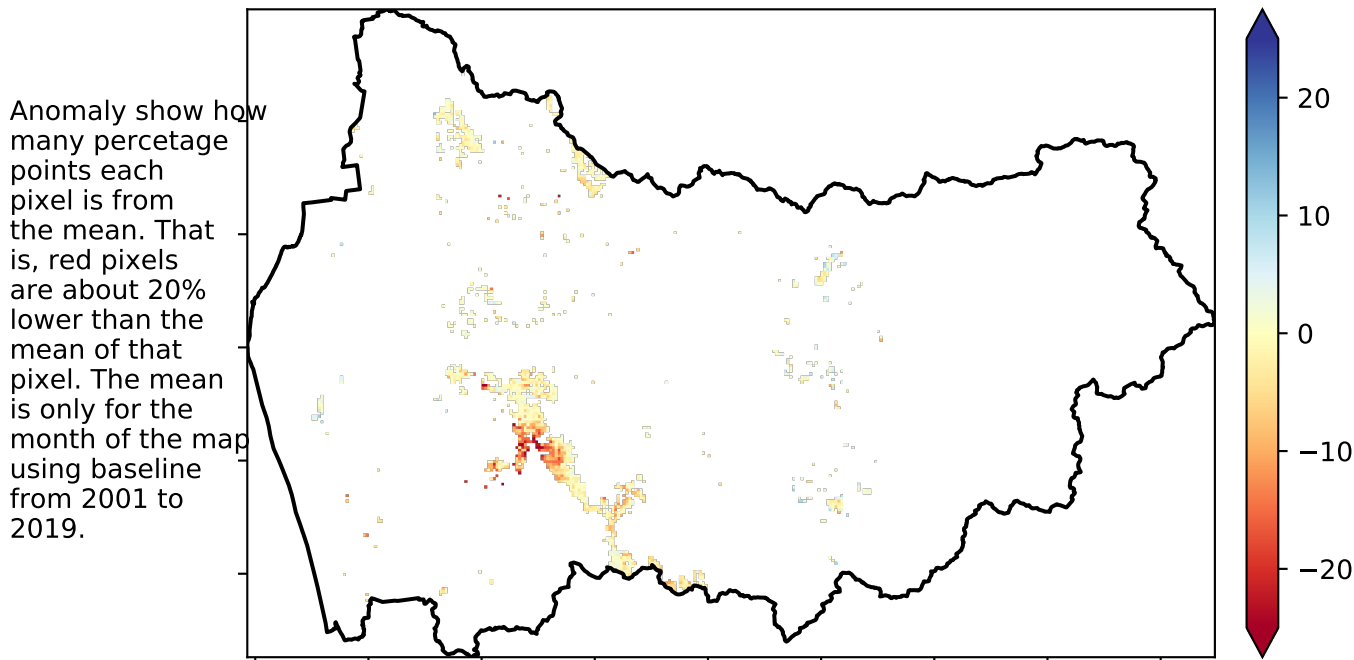 Anomaly show how
many percetage
points each
pixel is from
the mean. That
is, red pixels
are about 20%
lower than the
mean of that
pixel. The mean
is only for the
month of the map
using baseline
from 2001 to
2019.
20
10
0
−10
−20